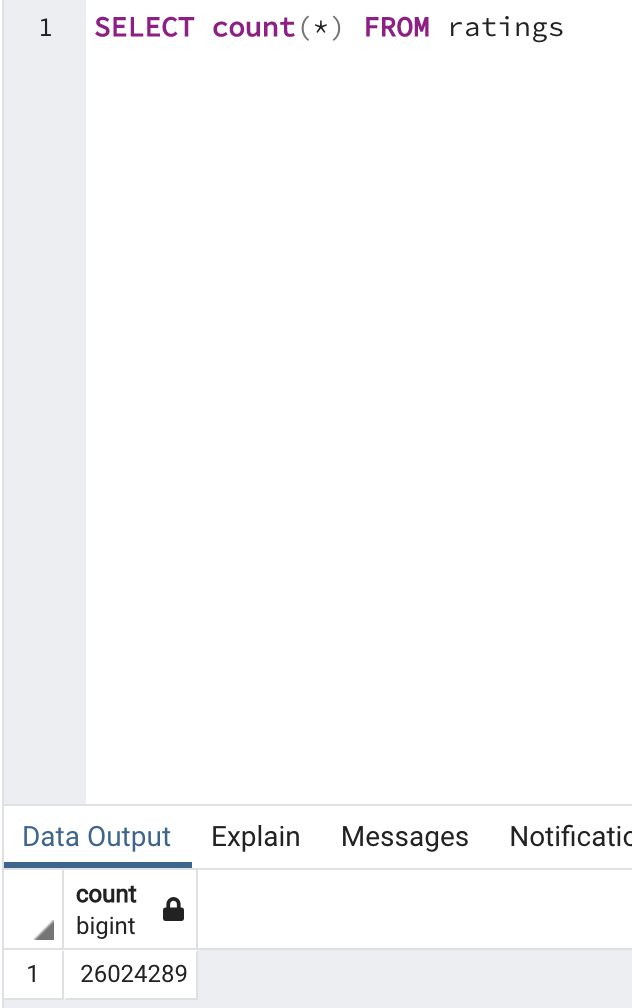 1 SELECT count(*) FROM ratings
Data Output Explain Messages
count
bigint
1 26024289